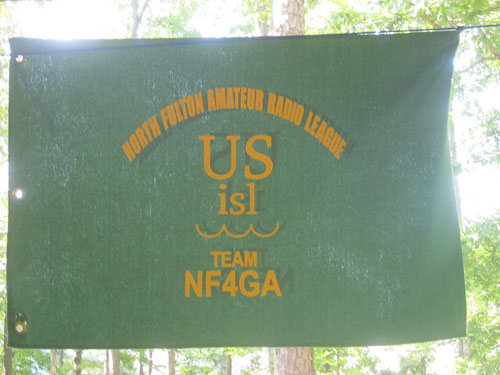 NORTH FULTON AMATEUR RADIO LEAGUE
US
isl
TEAM
NF4GA